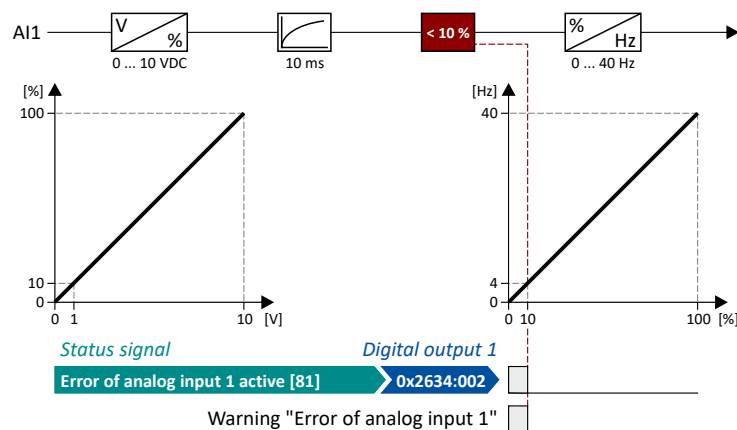 AI1
V
%
< 10 %
%
Hz
0 ... 10 VDC
10 ms
0 ... 40 Hz
[%]
100
10
0
0 1 10 [V]
[Hz]
40
4
0
0 10 100 [%]
Status signal
Digital output 1
Error of analog input 1 active [81]
0x2634:002
Warning "Error of analog input 1"